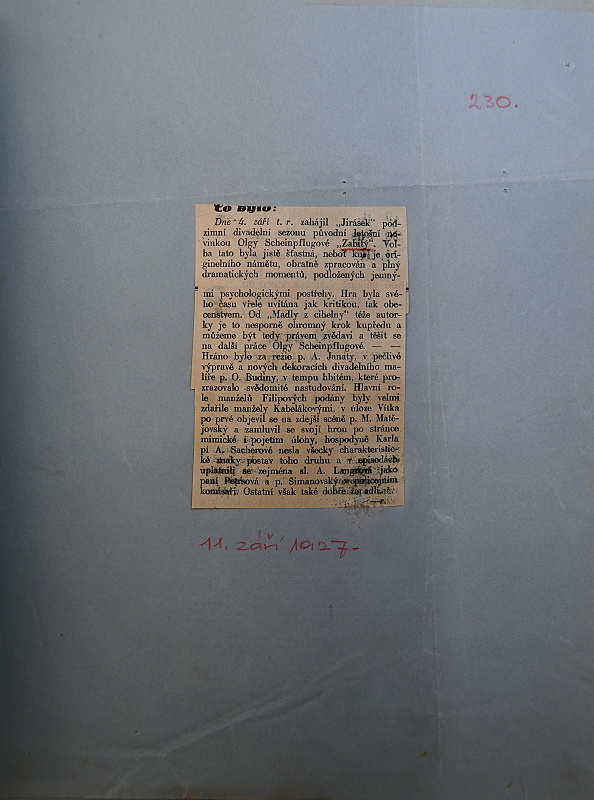 230.
Co bylo:
Dne 4. září t. r. zahájil „Jirásek“ pod-
zimní divadelní sezonu původní letošní no-
vinkou Olgy Scheinpflugové „Zabitý“. Vol-
ba tato byla jistě šťastná, neboť kus je ori-
ginelního námětu, obratně zpracován a plný
dramatických momentů, podložených jemný-
mi psychologickými postřehy. Hra byla své-
ho času vřele uvítána jak kritikou, tak obe-
censtvem. Od „Madly z cihelny“ téže autor-
ky je to nesporně ohromný krok kupředu a
můžeme být tedy právem zvědavi a těšit se
na další práce Olgy Scheinpflugové. — —
Hráno bylo za režie p. A. Janaty, v pečlivé
výpravě a nových dekoracích divadelního ma-
líře p. O. Budiny, v tempu hbitém, které pro-
zrazovalo svědomité nastudování. Hlavní ro-
le manželů Filipových podány byly velmi
zdařile manžely Kabelákovými, v úloze Vítka
po prvé objevil se na zdejší scéně p. M. Matě-
jovský a zamluvil se svojí hrou po stránce
mimické i pojetím úlohy, hospodyně Karla
pí A. Sacherové nesla všecky charakteristic-
ké znaky postav toho druhu a v episodách
uplatnili se zejména sl. A. Langrová jako
paní Petrsová a p. Simanovský v policejním
komisaři. Ostatní však také dobře zapadli.
11. září 1927.-